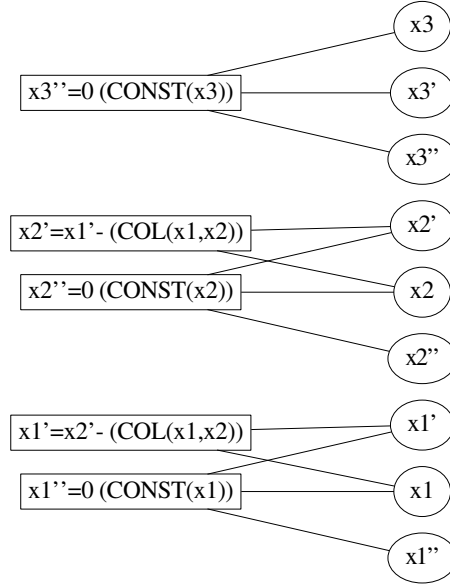 x3
x3''=0 (CONST(x3))
x3'
x3''
x2'=x1'- (COL(x1,x2))
x2'
x2''=0 (CONST(x2))
x2
x2''
x1'=x2'- (COL(x1,x2))
x1'
x1''=0 (CONST(x1))
x1
x1''